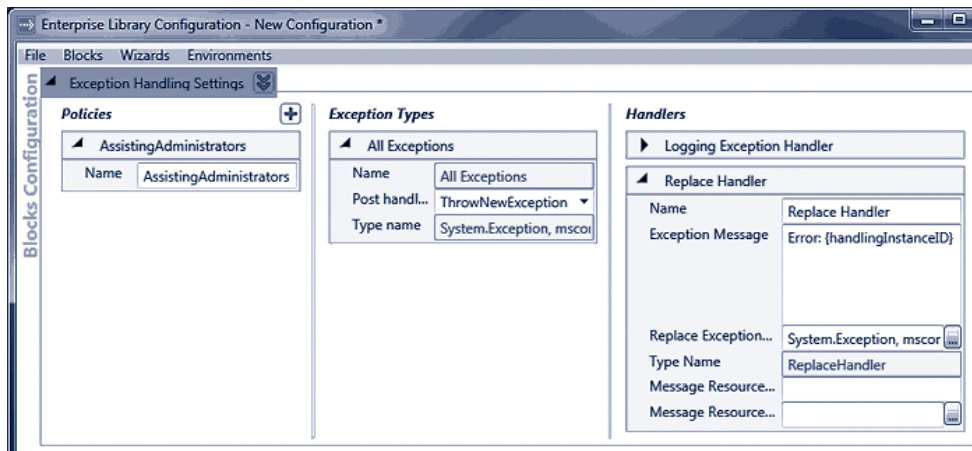 Enterprise Library Configuration - New Configuration *
File Blocks Wizards Environments
Blocks Configuration
Exception Handling Settings
Policies
AssistingAdministrators
Name AssistingAdministrators
Exception Types
All Exceptions
Name All Exceptions
Post handl... ThrowNewException
Type name System.Exception, mscor
Handlers
Logging Exception Handler
Replace Handler
Name Replace Handler
Exception Message Error: {handlingInstanceID}
Replace Exception... System.Exception, mscor
Type Name ReplaceHandler
Message Resource...
Message Resource...